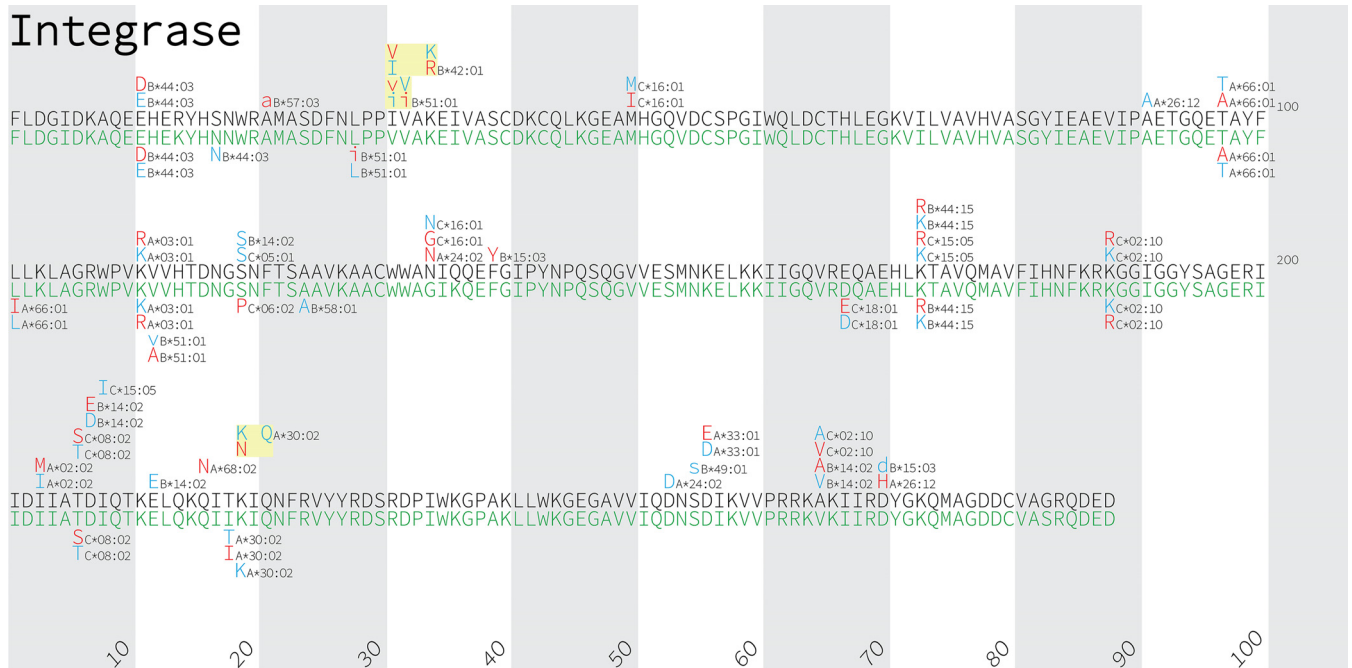 Integrase
V K
I R B*42:01
D B*44:03 v V M C*16:01 T A*66:01
E B*44:03 a B*57:03 i i B*51:01 I C*16:01 A A*26:12 A A*66:01
FLDGIDKAQEEHERYHSNWRAMASDFNLPPIVAKEIVASCDKCQLKGEAMHGQVDCSPGIWQLDCTHLEGKVILVAVHVASGYIEAEVIPAETGQETAYF 100
FLDGIDKAQEEHEKYHNNWRAMASDFNLPPVVAKEIVASCDKCQLKGEAMHGQVDCSPGIWQLDCTHLEGKVILVAVHVASGYIEAEVIPAETGQETAYF
D B*44:03 N B*44:03 i B*51:01 A A*66:01
E B*44:03 L B*51:01 T A*66:01
R B*44:15
N C*16:01 K B*44:15
R A*03:01 S B*14:02 G C*16:01 R C*15:05 R C*02:10
K A*03:01 S C*05:01 N A*24:02 Y B*15:03 K C*15:05 K C*02:10
LLKLAGRWPVKVVHTDNGSNFTSAAVKAACWWANIQQEFGIPYNPQSQGVVESMNKELKKIIGQVREQAEHLKTAVQMAVFIHNFKRKGGIGGYSAGERI 200
LLKLAGRWPVKVVHTDNGSNFTSAAVKAACWWAGIKQEFGIPYNPQSQGVVESMNKELKKIIGQVRDQAEHLKTAVQMAVFIHNFKRKGGIGGYSAGERI
I A*66:01 K A*03:01 P C*06:02 A B*58:01 E C*18:01 R B*44:15 K C*02:10
L A*66:01 R A*03:01 D C*18:01 K B*44:15 R C*02:10
v B*51:01
A B*51:01
I C*15:05
E B*14:02
D B*14:02
S C*08:02 K Q A*30:02 E A*33:01 A C*02:10
T C*08:02 N D A*33:01 V C*02:10
M A*02:02 N A*68:02 s B*49:01 A B*14:02 d B*15:03
I A*02:02 E B*14:02 D A*24:02 V B*14:02 H A*26:12
IDIIATDIQTKELQKQITKIQNFRVYYRDSRDPIWKGPAKLLWKGEGAVVIQDNSDIKVVPRRKAKIIRDYGKQMAGDDCVAGRQDED
IDIIATDIQTKELQKQIIKIQNFRVYYRDSRDPIWKGPAKLLWKGEGAVVIQDNSDIKVVPRRKVKIIRDYGKQMAGDDCVASRQDED
S C*08:02 T A*30:02
T C*08:02 I A*30:02
K A*30:02
10 20 30 40 50 60 70 80 90 100